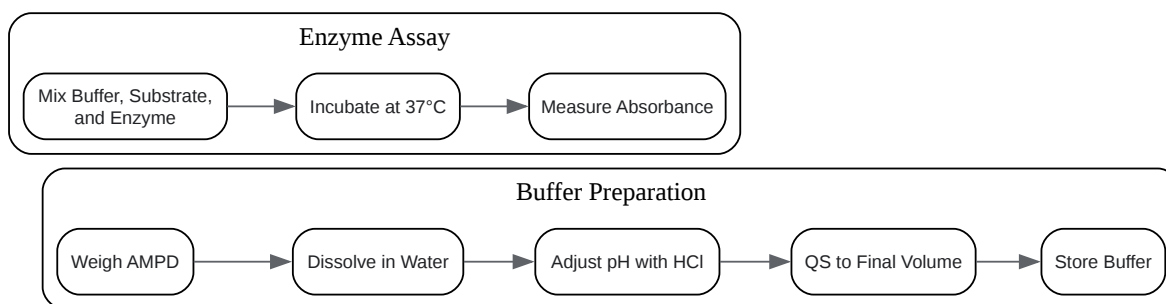 Enzyme Assay
Mix Buffer, Substrate,
and Enzyme
Incubate at 37°C
Measure Absorbance
Buffer Preparation
Weigh AMPD
Dissolve in Water
Adjust pH with HCl
QS to Final Volume
Store Buffer